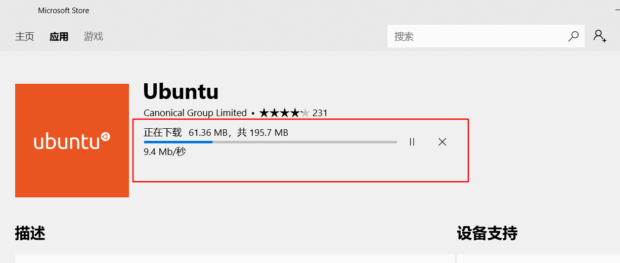 Microsoft Store
主页 应用 游戏 搜索
Ubuntu
ubuntu
Canonical Group Limited • ★★★★★ 231
正在下载 61.36 MB，共 195.7 MB
9.4 Mb/秒
描述 设备支持